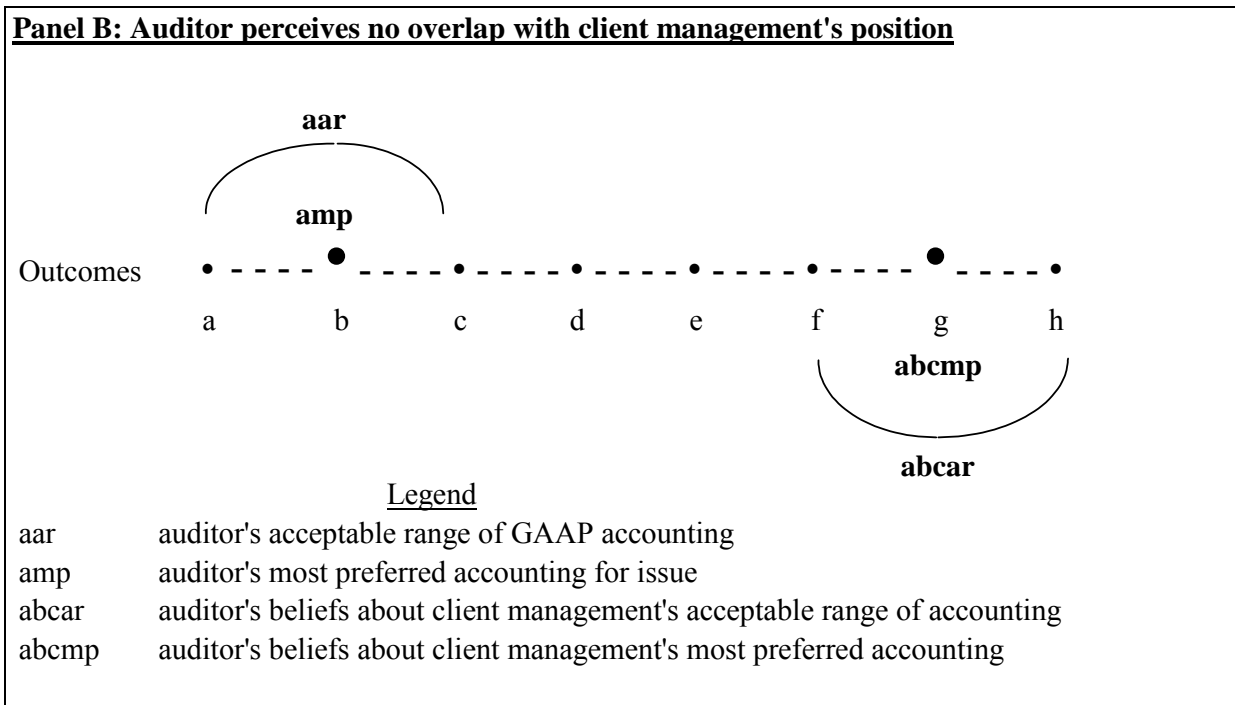 Panel B: Auditor perceives no overlap with client management's position
aar
amp
Outcomes
a b c d e f g h
abcmp
abcar
Legend
aar auditor's acceptable range of GAAP accounting
amp auditor's most preferred accounting for issue
abcar auditor's beliefs about client management's acceptable range of accounting
abcmp auditor's beliefs about client management's most preferred accounting